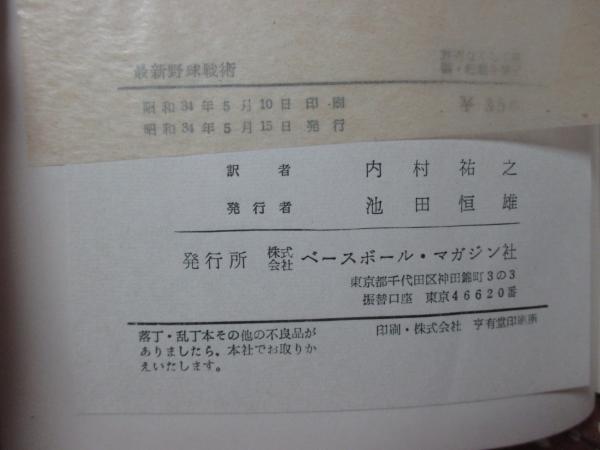 最新野球戦術
昭和34年5月10日印刷
昭和34年5月15日発行
訳者 内村祐之
発行者 池田恒雄
発行所 株式会社 ベースボール・マガジン社
東京都千代田区神田錦町3の3
振替口座 東京46620番
落丁・乱丁本その他の不良品が
ありましたら、本社でお取りか
えいたします。
印刷・株式会社 亨有堂印刷所